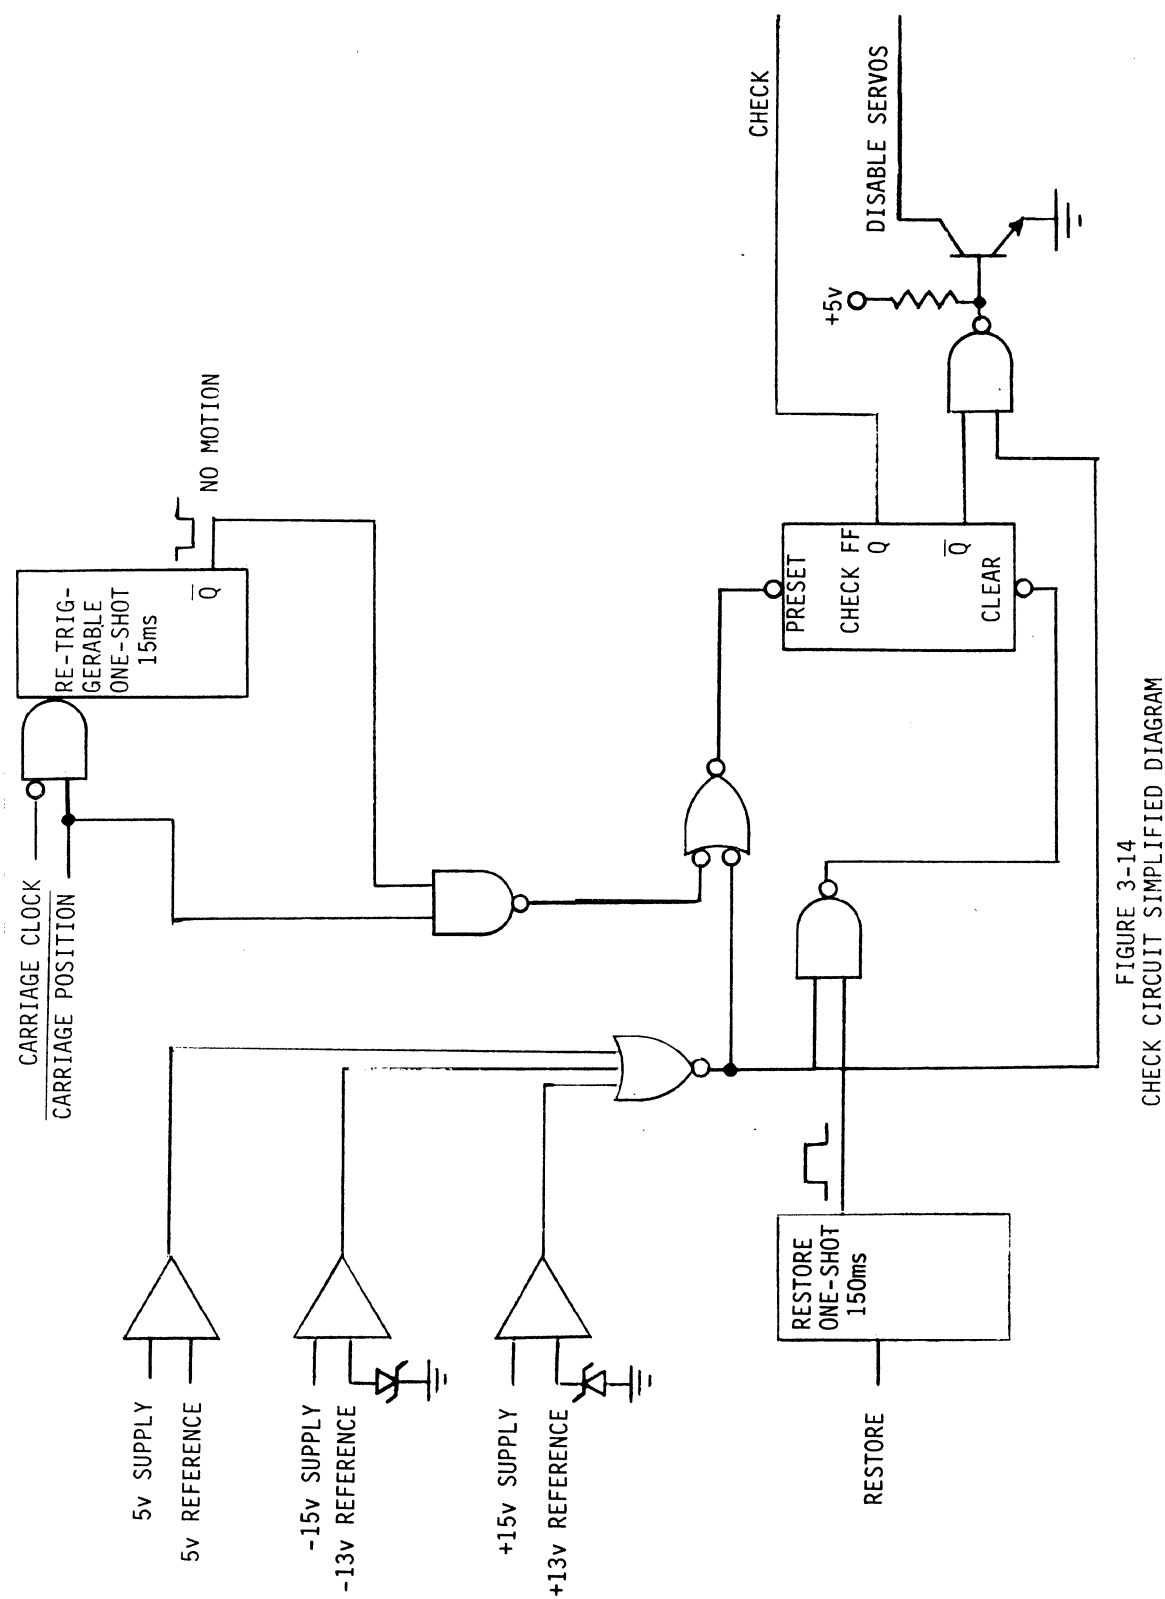 5v SUPPLY
5v REFERENCE
-15v SUPPLY
-13v REFERENCE
+15v SUPPLY
+13v REFERENCE
RESTORE
RESTORE
ONE-SHOT
150ms
CARRIAGE CLOCK
CARRIAGE POSITION
RE-TRIG-
GERABLE
ONE-SHOT
15ms
Q
NO MOTION
PRESET
CHECK FF
Q
Q
CLEAR
+5v
CHECK
DISABLE SERVOS
FIGURE 3-14
CHECK CIRCUIT SIMPLIFIED DIAGRAM